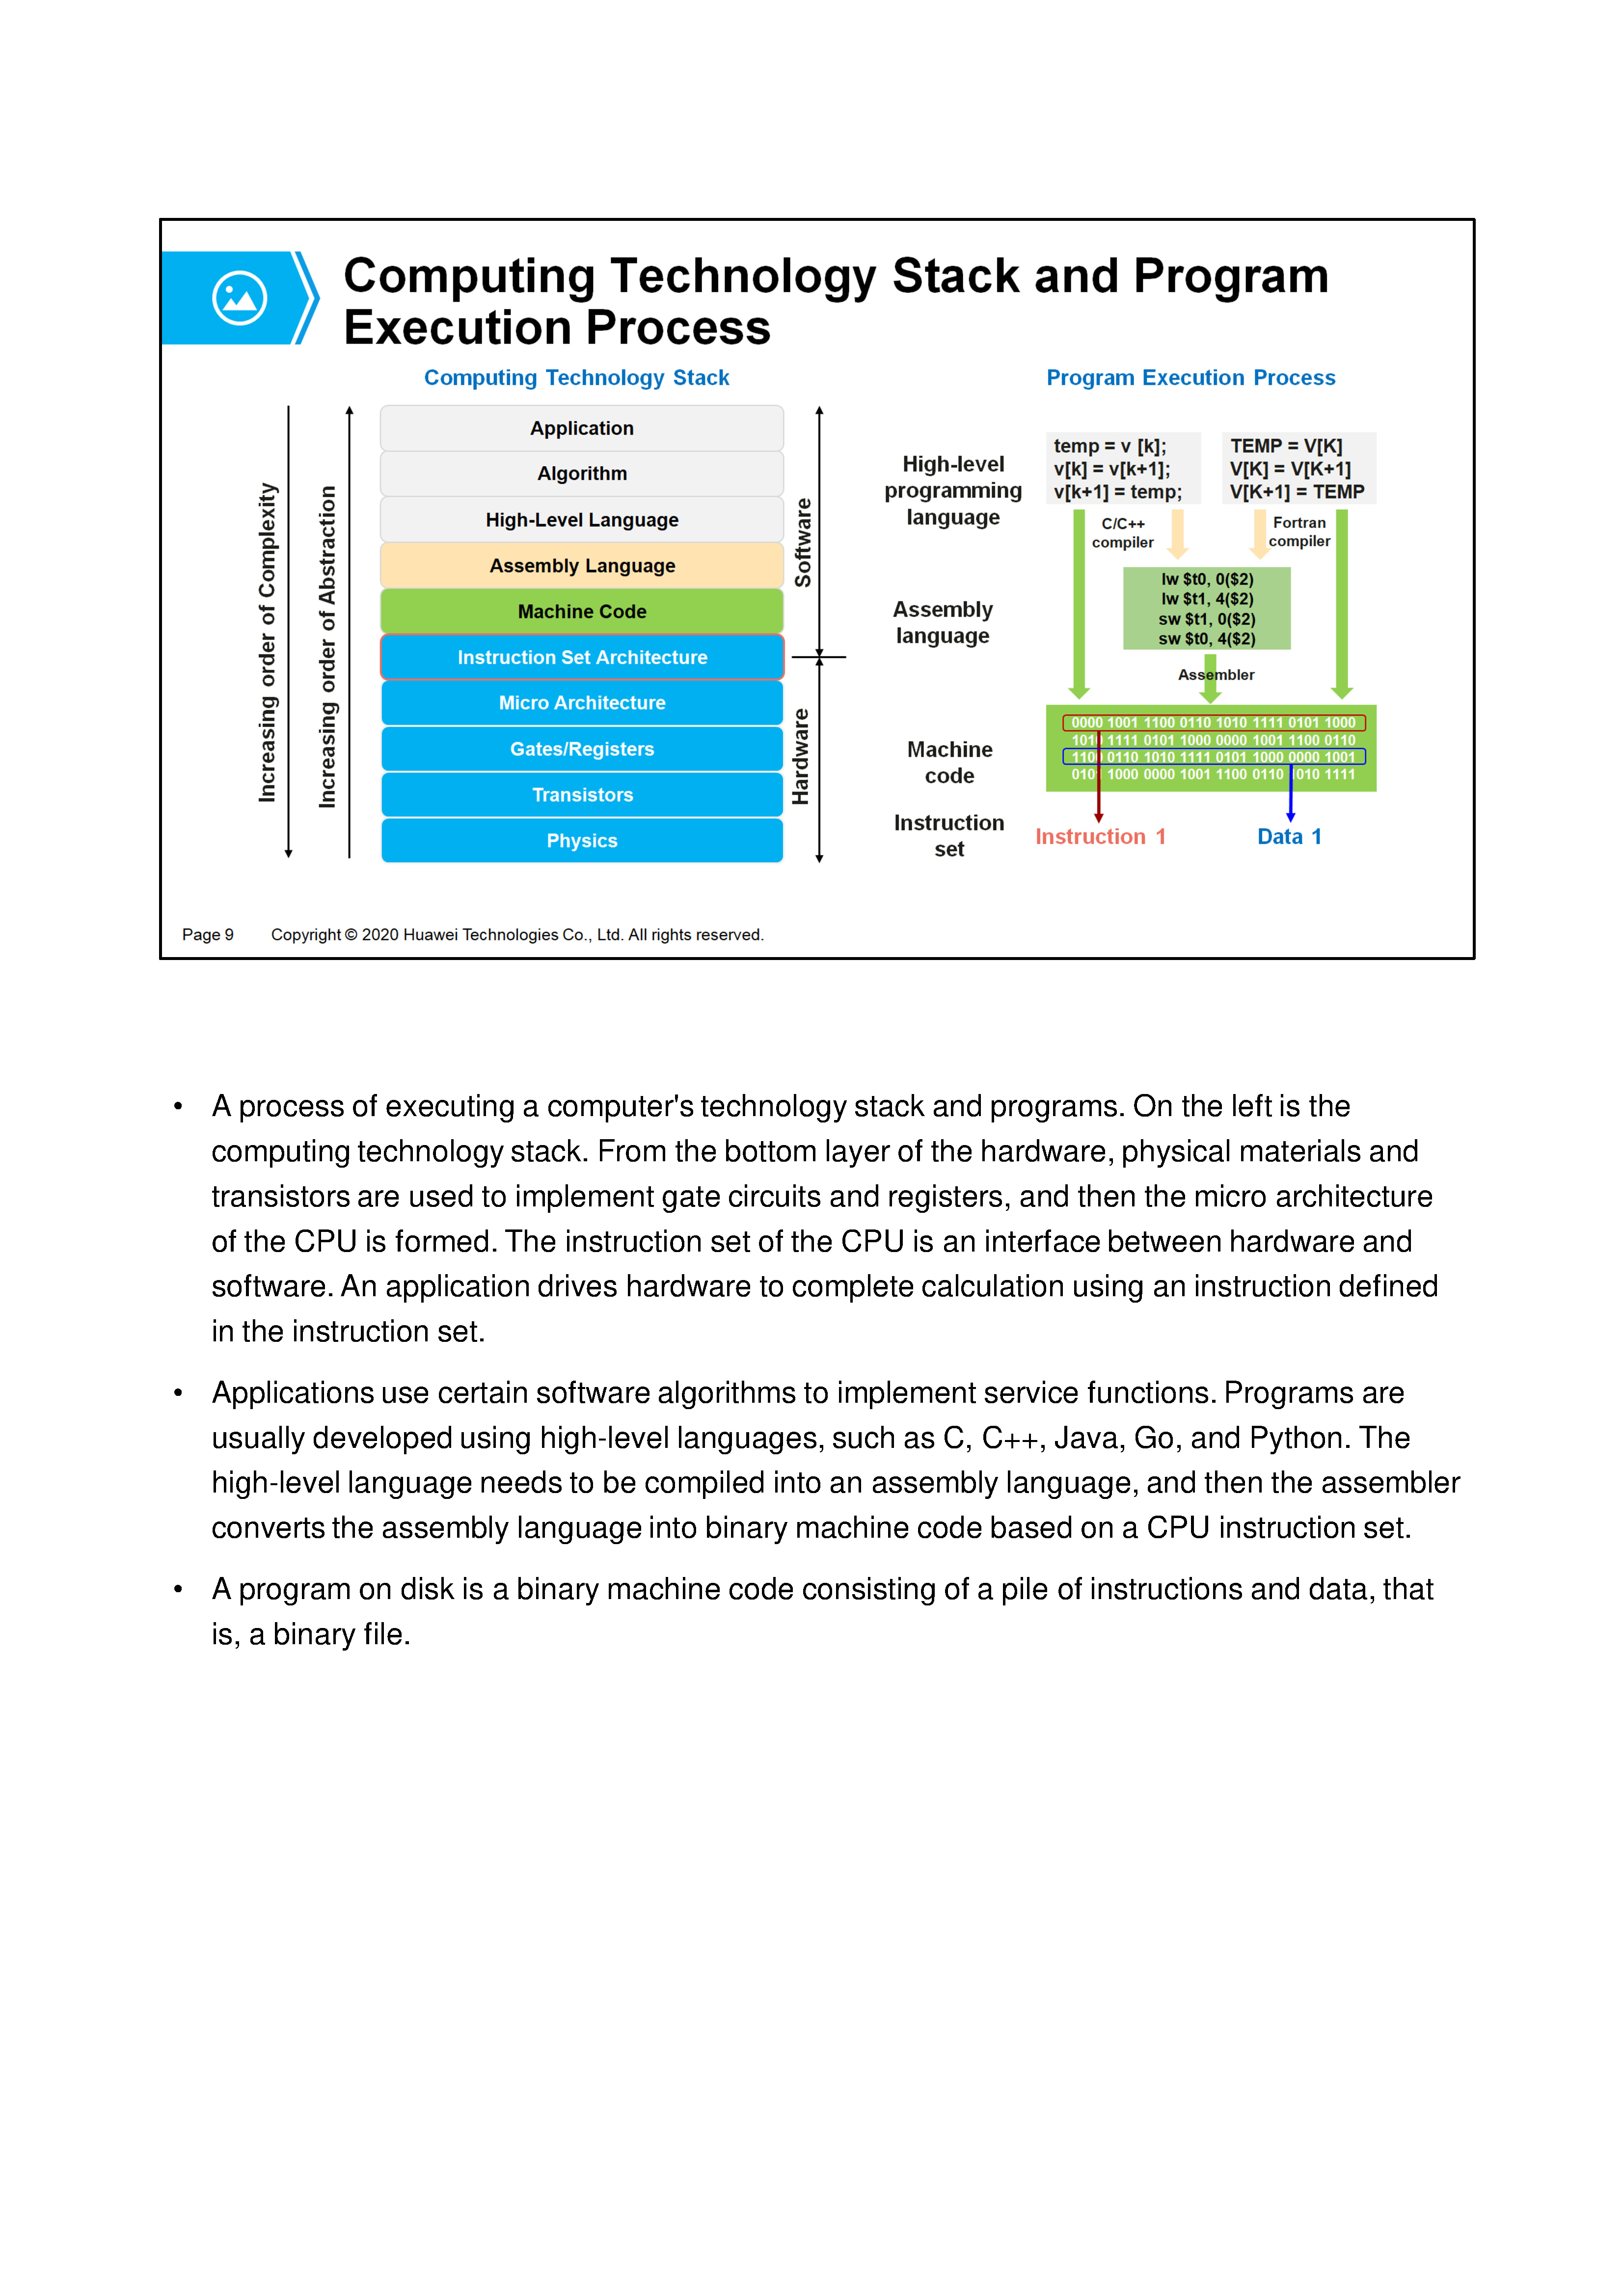 Computing Technology Stack and Program
Execution Process
Computing Technology Stack
Increasing order of Complexity
Increasing order of Abstraction
Application
Algorithm
High-Level Language
Assembly Language
Machine Code
Instruction Set Architecture
Micro Architecture
Gates/Registers
Transistors
Physics
Software
Hardware
Program Execution Process
High-level
programming
language
temp = v [k];
v[k] = v[k+1];
v[k+1] = temp;
TEMP = V[K]
V[K] = V[K+1]
V[K+1] = TEMP
C/C++
compiler
Fortran
compiler
Assembly
language
lw $t0, 0($2)
lw $t1, 4($2)
sw $t1, 0($2)
sw $t0, 4($2)
Assembler
Machine
code
0000 1001 1100 0110 1010 1111 0101 1000
1010 1111 0101 1000 0000 1001 1100 0110
1100 0110 1010 1111 0101 1000 0000 1001
0101 1000 0000 1001 1100 0110 1010 1111
Instruction
set
Instruction 1
Data 1
Page 9 Copyright © 2020 Huawei Technologies Co., Ltd. All rights reserved.
• A process of executing a computer's technology stack and programs. On the left is the
computing technology stack. From the bottom layer of the hardware, physical materials and
transistors are used to implement gate circuits and registers, and then the micro architecture
of the CPU is formed. The instruction set of the CPU is an interface between hardware and
software. An application drives hardware to complete calculation using an instruction defined
in the instruction set.
• Applications use certain software algorithms to implement service functions. Programs are
usually developed using high-level languages, such as C, C++, Java, Go, and Python. The
high-level language needs to be compiled into an assembly language, and then the assembler
converts the assembly language into binary machine code based on a CPU instruction set.
• A program on disk is a binary machine code consisting of a pile of instructions and data, that
is, a binary file.